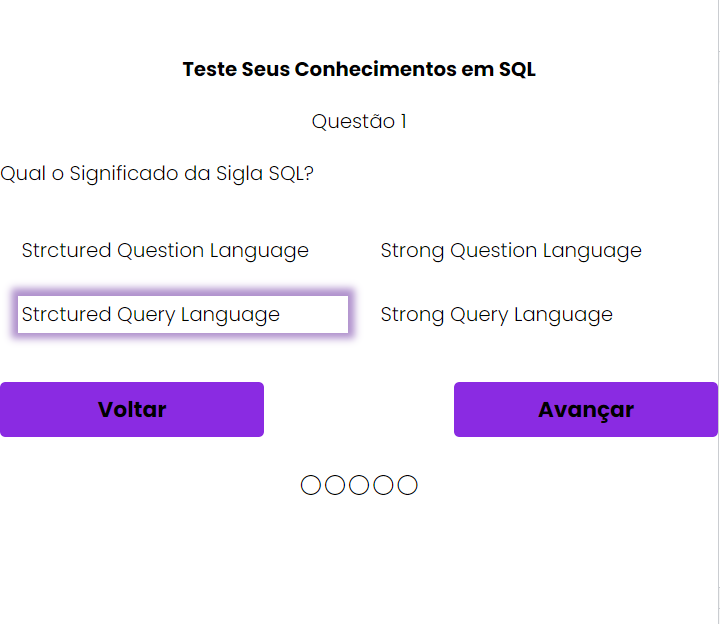 Teste Seus Conhecimentos em SQL
Questão 1
Qual o Significado da Sigla SQL?
Strctured Question Language
Strong Question Language
Strctured Query Language
Strong Query Language
Voltar
Avançar